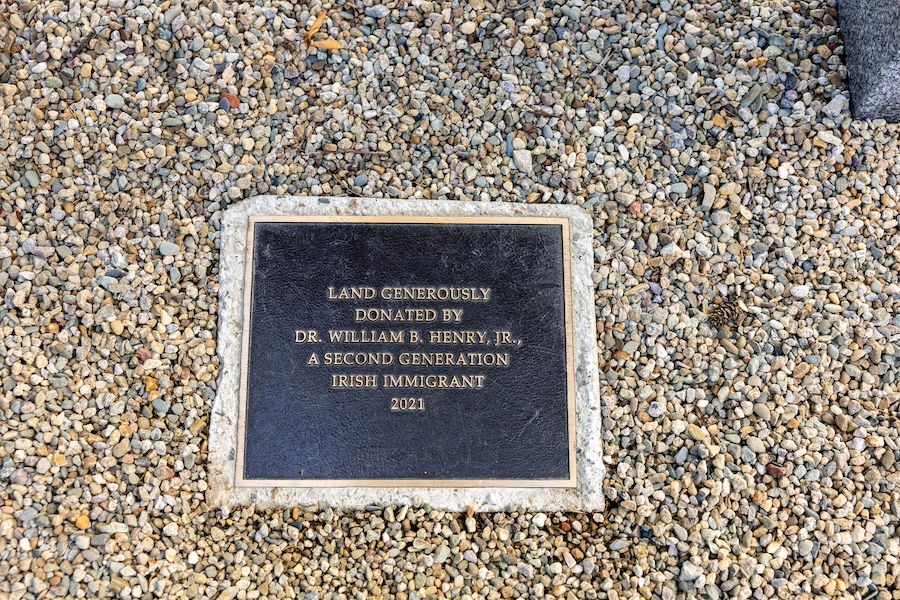 LAND GENEROUSLY
DONATED BY
DR. WILLIAM B. HENRY, JR.,
A SECOND GENERATION
IRISH IMMIGRANT
2021